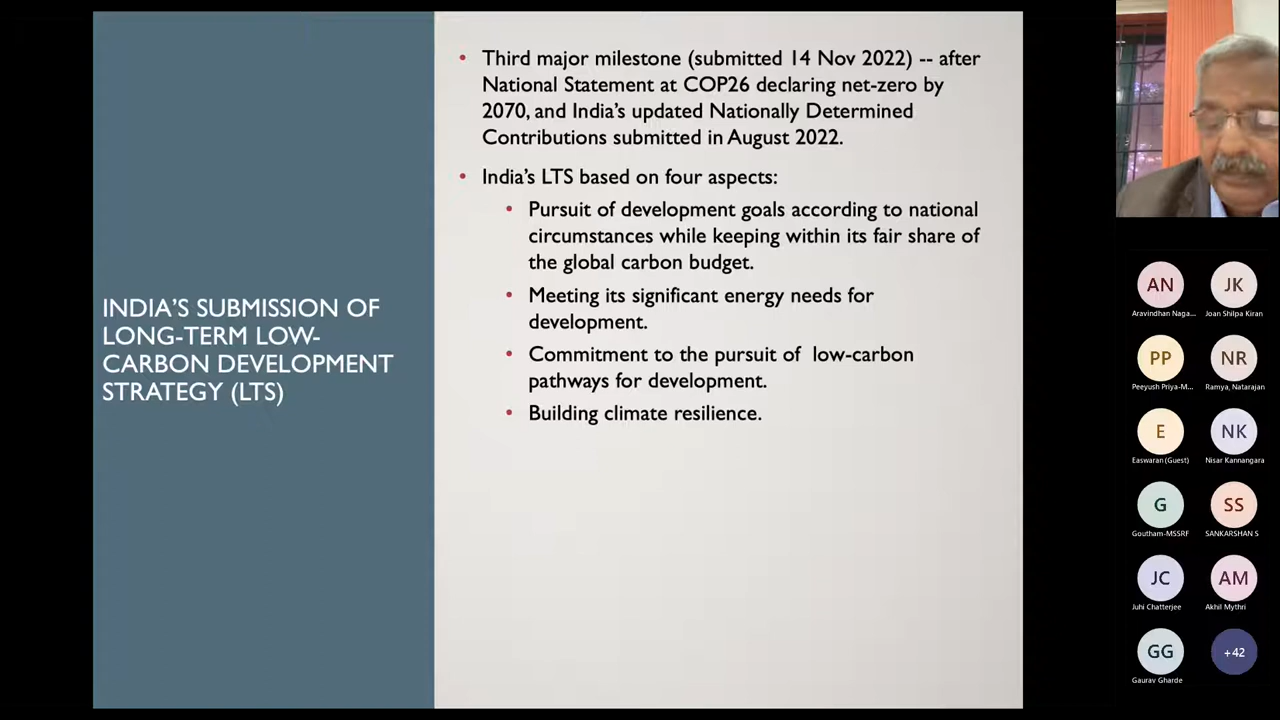 INDIA'S SUBMISSION OF
LONG-TERM LOW-
CARBON DEVELOPMENT
STRATEGY (LTS)
• Third major milestone (submitted 14 Nov 2022) -- after
National Statement at COP26 declaring net-zero by
2070, and India's updated Nationally Determined
Contributions submitted in August 2022.
• India's LTS based on four aspects:
• Pursuit of development goals according to national
circumstances while keeping within its fair share of
the global carbon budget.
• Meeting its significant energy needs for
development.
• Commitment to the pursuit of low-carbon
pathways for development.
• Building climate resilience.
AN
JK
Aravindhan Naga...
Joan Shilpa Kiran
PP
NR
Peeyush Priya-M...
Ramya, Natarajan
E
NK
Easwaran (Guest)
Nisar Kannangara
G
SS
Goutham-MSSRF
SANKARSHAN S
JC
AM
Juhi Chatterjee
Akhil Mythri
GG
+42
Gaurav Gharde